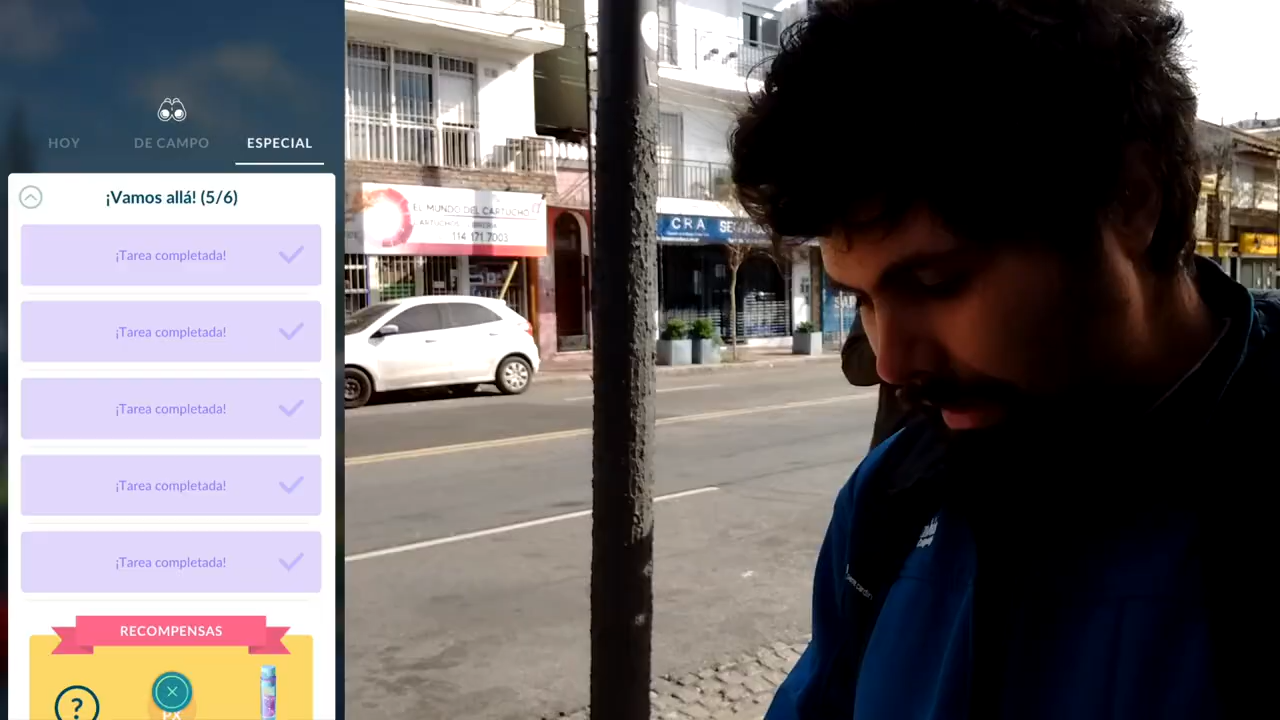 HOY
DE CAMPO
ESPECIAL
¡Vamos allá! (5/6)
¡Tarea completada!
¡Tarea completada!
¡Tarea completada!
¡Tarea completada!
¡Tarea completada!
RECOMPENSAS
?
PX
EL MUNDO DEL CARTUCHO
114 171 7003
CRA